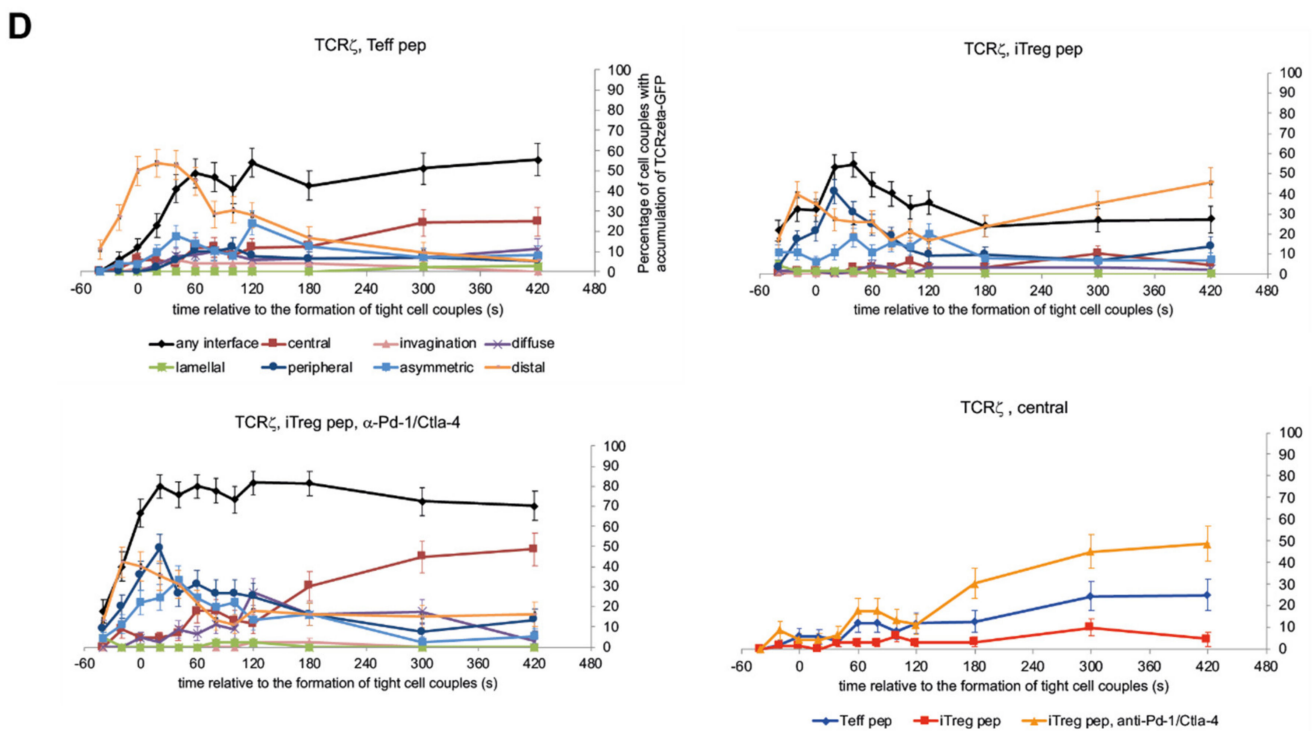 D
TCRζ, Teff pep
100
90
80
70
60
50
40
30
20
10
0
Percentage of cell couples with
accumulation of TCRzeta-GFP
-60 0 60 120 180 240 300 360 420 480
time relative to the formation of tight cell couples (s)
any interface central invagination diffuse
lamellal peripheral asymmetric distal
TCRζ, iTreg pep
100
90
80
70
60
50
40
30
20
10
0
-60 0 60 120 180 240 300 360 420 480
time relative to the formation of tight cell couples (s)
TCRζ, iTreg pep, α-Pd-1/Ctla-4
100
90
80
70
60
50
40
30
20
10
0
-60 0 60 120 180 240 300 360 420 480
time relative to the formation of tight cell couples (s)
TCRζ , central
100
90
80
70
60
50
40
30
20
10
0
-60 0 60 120 180 240 300 360 420 480
time relative to the formation of tight cell couples (s)
Teff pep iTreg pep iTreg pep, anti-Pd-1/Ctla-4